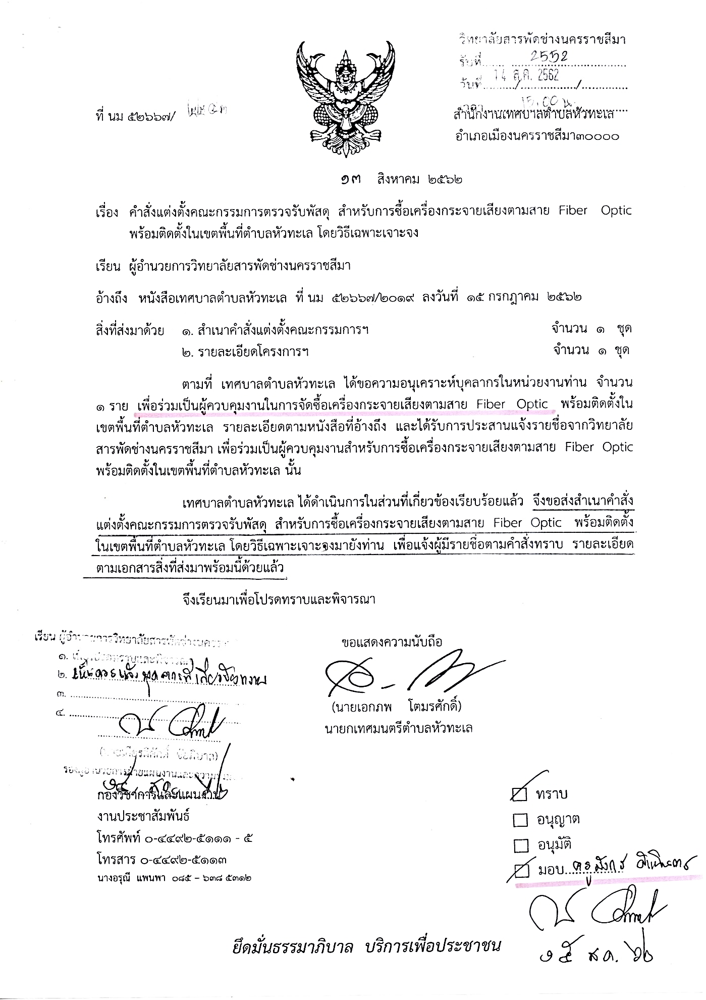 วิทยาลัยสารพัดช่างนครราชสีมา
รับที่ 2552
วันที่ 14 ส.ค. 2562
15.00 น.
ที่ นม ๕๒๖๖๗/
สำนักงานเทศบาลตำบลหัวทะเล
อำเภอเมืองนครราชสีมา๓๐๐๐๐
๑๓ สิงหาคม ๒๕๖๒
เรื่อง คำสั่งแต่งตั้งคณะกรรมการตรวจรับพัสดุ สำหรับการซื้อเครื่องกระจายเสียงตามสาย Fiber Optic
พร้อมติดตั้งในเขตพื้นที่ตำบลหัวทะเล โดยวิธีเฉพาะเจาะจง
เรียน ผู้อำนวยการวิทยาลัยสารพัดช่างนครราชสีมา
อ้างถึง หนังสือเทศบาลตำบลหัวทะเล ที่ นม ๕๒๖๖๗/๒๐๑๙ ลงวันที่ ๑๕ กรกฎาคม ๒๕๖๒
สิ่งที่ส่งมาด้วย ๑. สำเนาคำสั่งแต่งตั้งคณะกรรมการฯ จำนวน ๑ ชุด
๒. รายละเอียดโครงการฯ จำนวน ๑ ชุด
ตามที่ เทศบาลตำบลหัวทะเล ได้ขอความอนุเคราะห์บุคลากรในหน่วยงานท่าน จำนวน
๑ ราย เพื่อร่วมเป็นผู้ควบคุมงานในการจัดซื้อเครื่องกระจายเสียงตามสาย Fiber Optic พร้อมติดตั้งใน
เขตพื้นที่ตำบลหัวทะเล รายละเอียดตามหนังสือที่อ้างถึง และได้รับการประสานแจ้งรายชื่อจากวิทยาลัย
สารพัดช่างนครราชสีมา เพื่อร่วมเป็นผู้ควบคุมงานสำหรับการซื้อเครื่องกระจายเสียงตามสาย Fiber Optic
พร้อมติดตั้งในเขตพื้นที่ตำบลหัวทะเล นั้น
เทศบาลตำบลหัวทะเล ได้ดำเนินการในส่วนที่เกี่ยวข้องเรียบร้อยแล้ว จึงขอส่งสำเนาคำสั่ง
แต่งตั้งคณะกรรมการตรวจรับพัสดุ สำหรับการซื้อเครื่องกระจายเสียงตามสาย Fiber Optic พร้อมติดตั้ง
ในเขตพื้นที่ตำบลหัวทะเล โดยวิธีเฉพาะเจาะจงมายังท่าน เพื่อแจ้งผู้มีรายชื่อตามคำสั่งทราบ รายละเอียด
ตามเอกสารสิ่งที่ส่งมาพร้อมนี้ด้วยแล้ว
จึงเรียนมาเพื่อโปรดทราบและพิจารณา
ขอแสดงความนับถือ
(นายเอกภพ โตมรศักดิ์)
นายกเทศมนตรีตำบลหัวทะเล
เรียน ผู้อำนวยการวิทยาลัยสารพัดช่างนคร
๑. เพื่อโปรดทราบและพิจารณา
๒. เห็นควรแจ้งบุคลากรที่เกี่ยวข้องทราบ
๓.
๔.
รองผู้อำนวยการฝ่ายแผนงานและความร่วมมือ
กองวิชาการและแผนงาน
งานประชาสัมพันธ์
โทรศัพท์ ๐-๔๔๙๒-๕๑๑๑ - ๕
โทรสาร ๐-๔๔๙๒-๕๑๑๓
นางอรุณี แพนพา ๐๘๕ – ๖๓๘ ๕๓๑๒
ทราบ
อนุญาต
อนุมัติ
มอบ ครูมังกร
๑๕ ส.ค. ๖๒
ยึดมั่นธรรมาภิบาล บริการเพื่อประชาชน